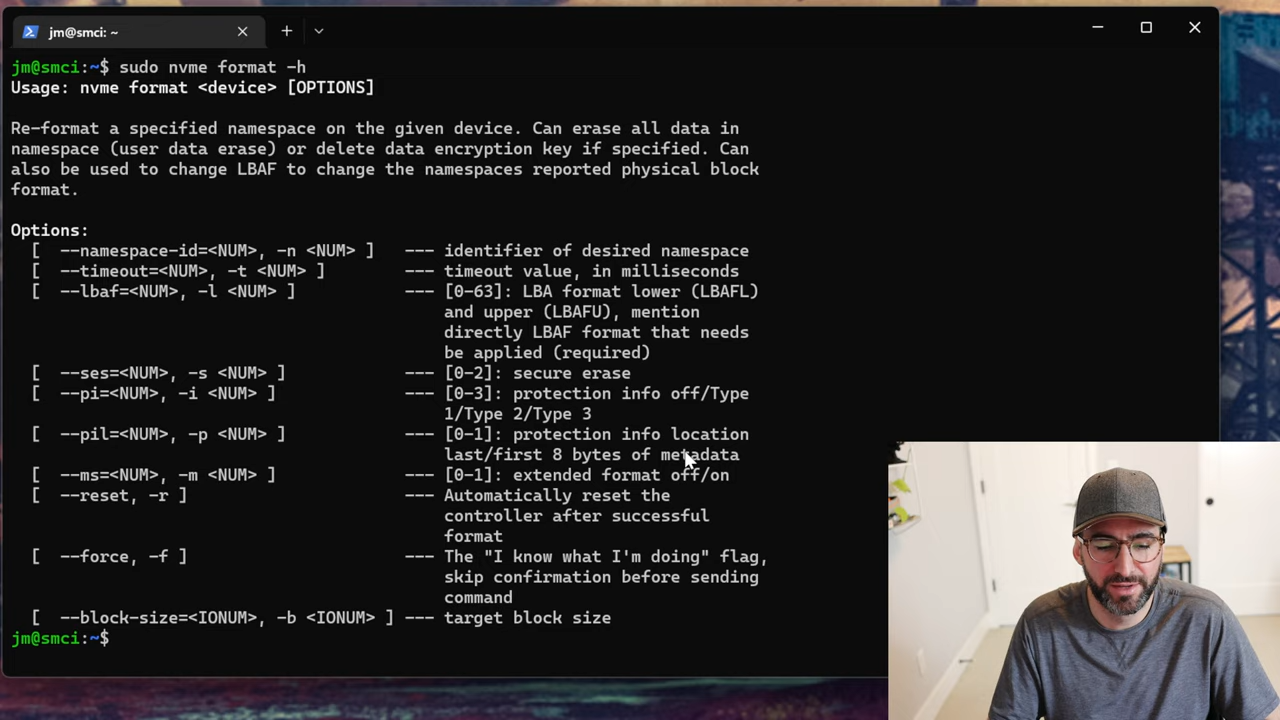 jm@smci: ~
jm@smci:~$ sudo nvme format -h
Usage: nvme format <device> [OPTIONS]
Re-format a specified namespace on the given device. Can erase all data in
namespace (user data erase) or delete data encryption key if specified. Can
also be used to change LBAF to change the namespaces reported physical block
format.
Options:
[  --namespace-id=<NUM>, -n <NUM> ]   --- identifier of desired namespace
[  --timeout=<NUM>, -t <NUM> ]        --- timeout value, in milliseconds
[  --lbaf=<NUM>, -l <NUM> ]           --- [0-63]: LBA format lower (LBAFL)
and upper (LBAFU), mention
directly LBAF format that needs
be applied (required)
[  --ses=<NUM>, -s <NUM> ]            --- [0-2]: secure erase
[  --pi=<NUM>, -i <NUM> ]             --- [0-3]: protection info off/Type
1/Type 2/Type 3
[  --pil=<NUM>, -p <NUM> ]            --- [0-1]: protection info location
last/first 8 bytes of metadata
[  --ms=<NUM>, -m <NUM> ]             --- [0-1]: extended format off/on
[  --reset, -r ]                      --- Automatically reset the
controller after successful
format
[  --force, -f ]                      --- The "I know what I'm doing" flag,
skip confirmation before sending
command
[  --block-size=<IONUM>, -b <IONUM> ] --- target block size
jm@smci:~$